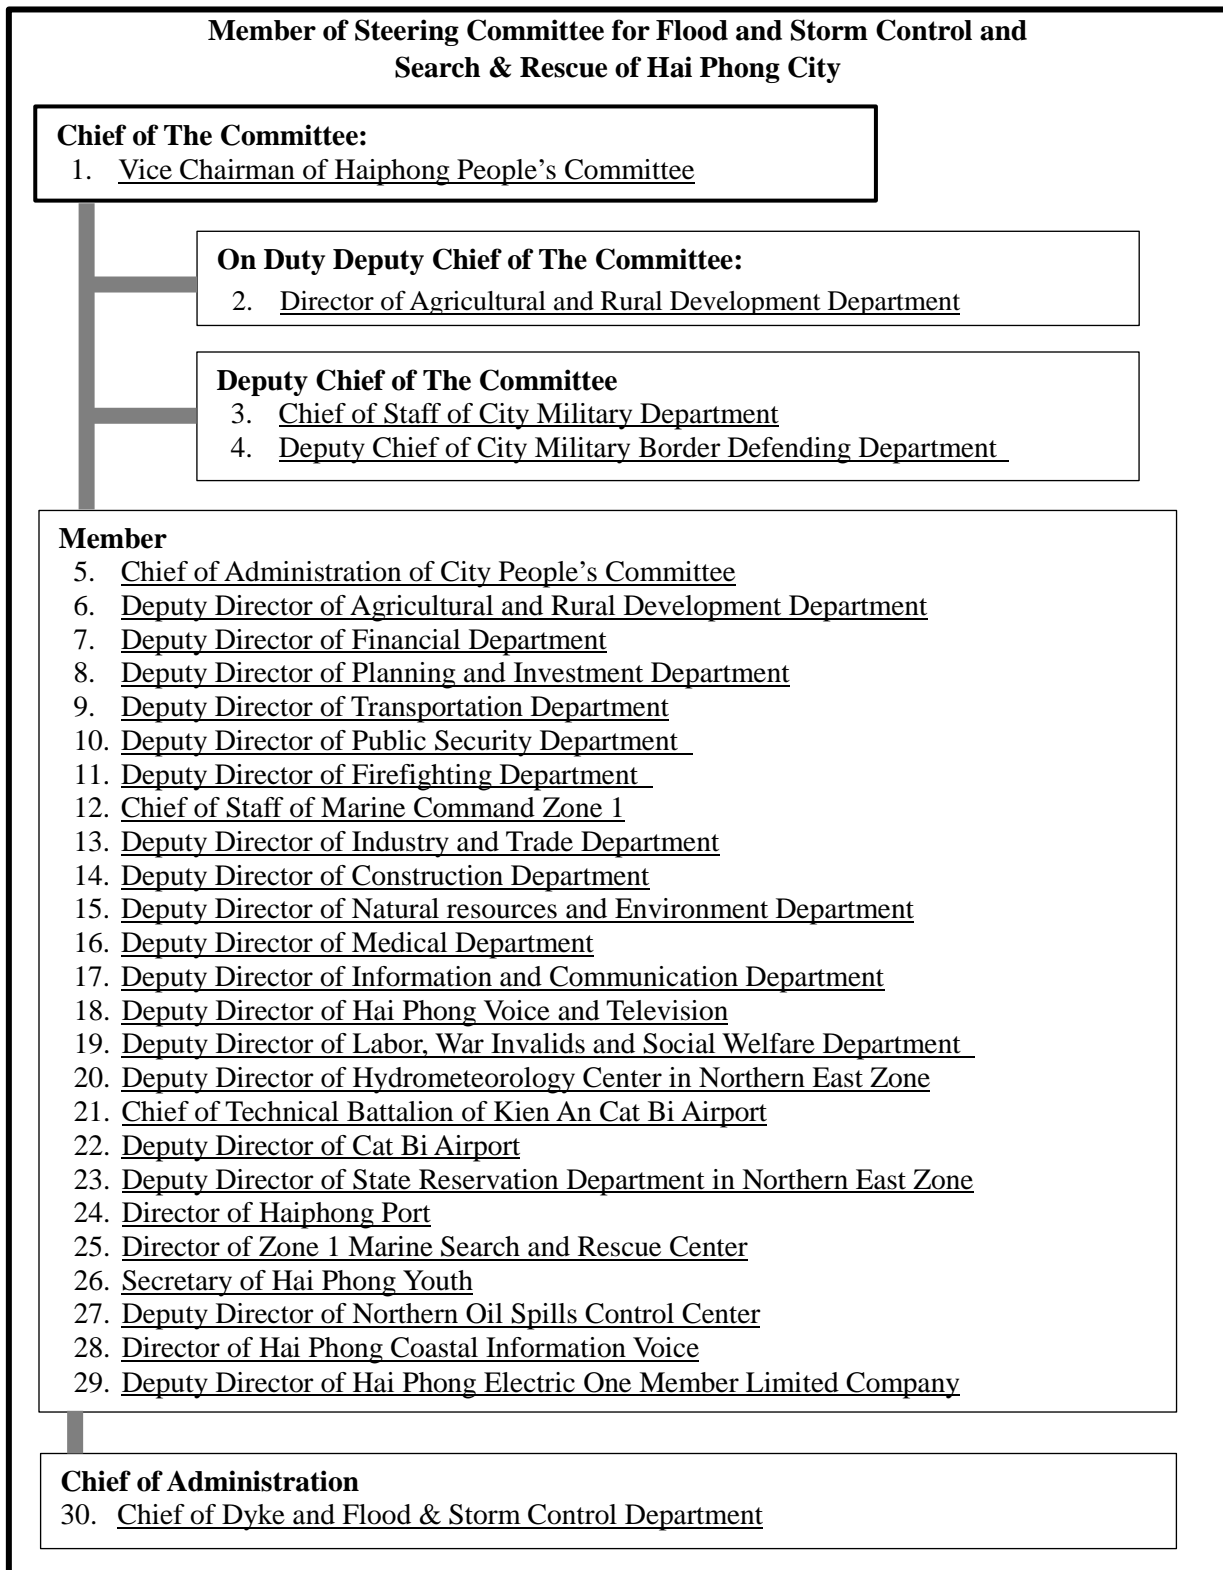 Member of Steering Committee for Flood and Storm Control and
Search & Rescue of Hai Phong City
Chief of The Committee:
1. Vice Chairman of Haiphong People’s Committee
On Duty Deputy Chief of The Committee:
2. Director of Agricultural and Rural Development Department
Deputy Chief of The Committee
3. Chief of Staff of City Military Department
4. Deputy Chief of City Military Border Defending Department
Member
5. Chief of Administration of City People’s Committee
6. Deputy Director of Agricultural and Rural Development Department
7. Deputy Director of Financial Department
8. Deputy Director of Planning and Investment Department
9. Deputy Director of Transportation Department
10. Deputy Director of Public Security Department
11. Deputy Director of Firefighting Department
12. Chief of Staff of Marine Command Zone 1
13. Deputy Director of Industry and Trade Department
14. Deputy Director of Construction Department
15. Deputy Director of Natural resources and Environment Department
16. Deputy Director of Medical Department
17. Deputy Director of Information and Communication Department
18. Deputy Director of Hai Phong Voice and Television
19. Deputy Director of Labor, War Invalids and Social Welfare Department
20. Deputy Director of Hydrometeorology Center in Northern East Zone
21. Chief of Technical Battalion of Kien An Cat Bi Airport
22. Deputy Director of Cat Bi Airport
23. Deputy Director of State Reservation Department in Northern East Zone
24. Director of Haiphong Port
25. Director of Zone 1 Marine Search and Rescue Center
26. Secretary of Hai Phong Youth
27. Deputy Director of Northern Oil Spills Control Center
28. Director of Hai Phong Coastal Information Voice
29. Deputy Director of Hai Phong Electric One Member Limited Company
Chief of Administration
30. Chief of Dyke and Flood & Storm Control Department